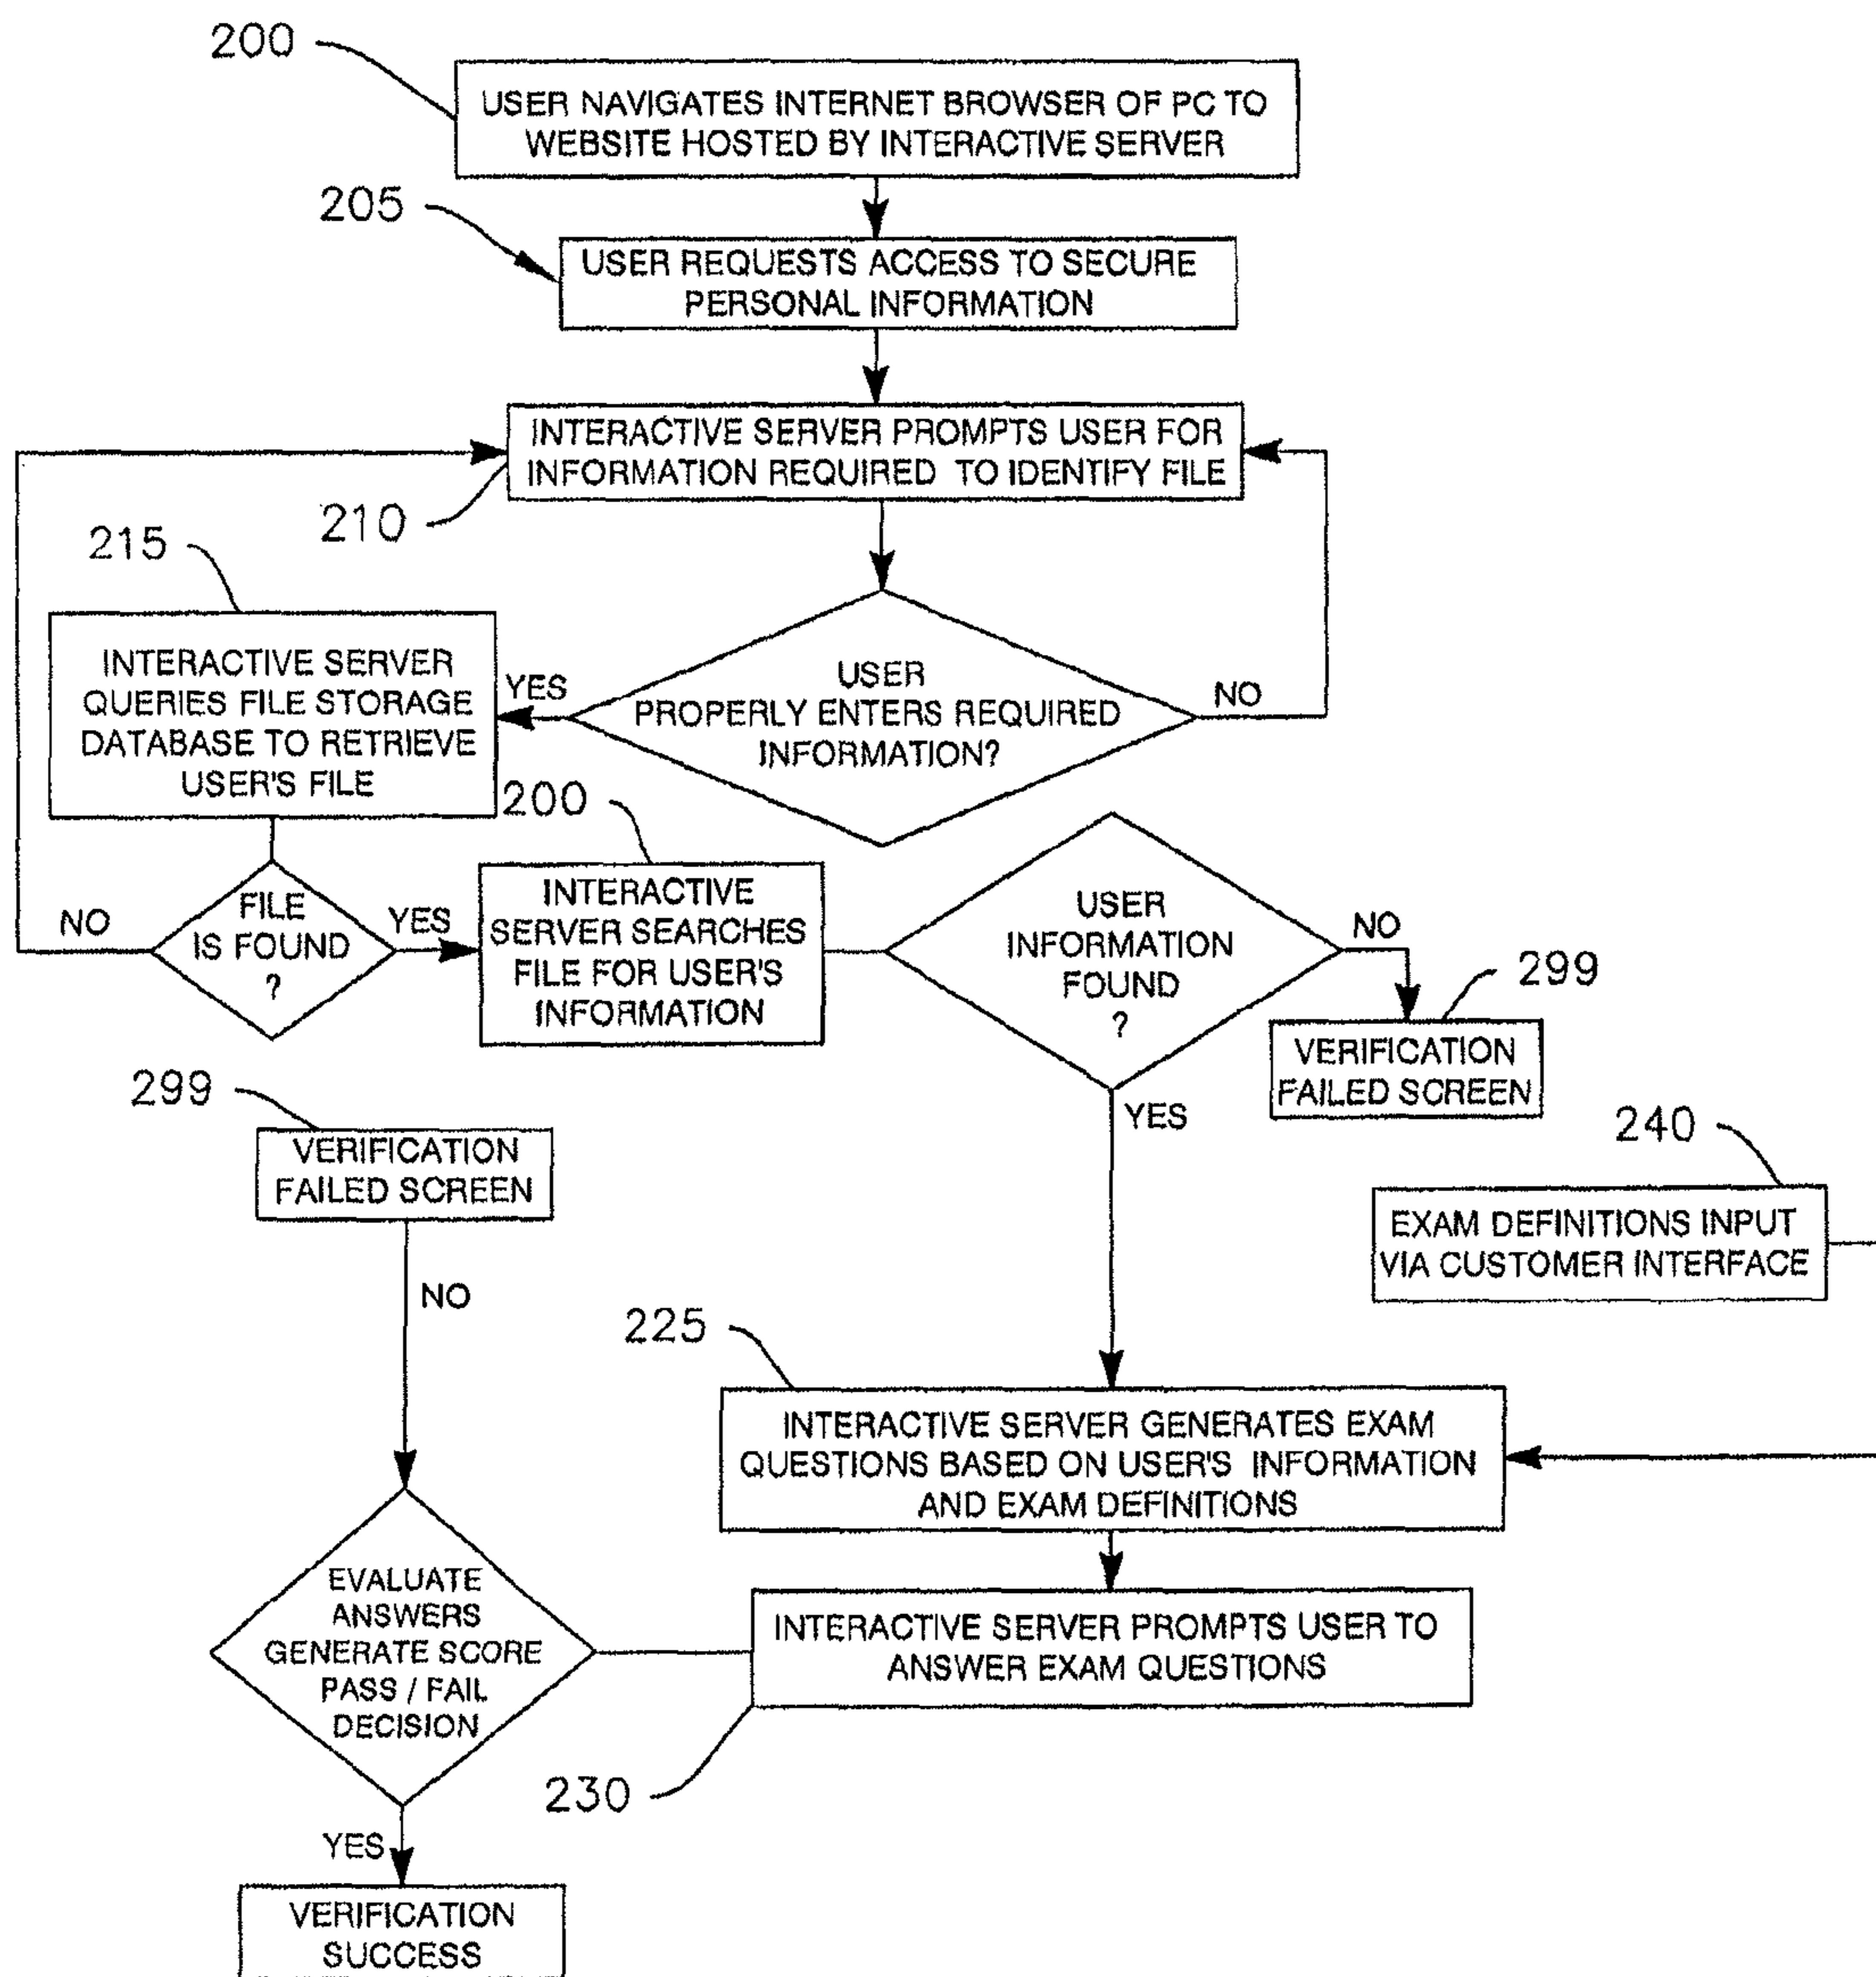 200
USER NAVIGATES INTERNET BROWSER OF PC TO
WEBSITE HOSTED BY INTERACTIVE SERVER
205
USER REQUESTS ACCESS TO SECURE
PERSONAL INFORMATION
INTERACTIVE SERVER PROMPTS USER FOR
INFORMATION REQUIRED TO IDENTIFY FILE
210
215
INTERACTIVE SERVER
QUERIES FILE STORAGE
DATABASE TO RETRIEVE
USER'S FILE
YES
USER
PROPERLY ENTERS REQUIRED
INFORMATION?
NO
200
NO
FILE
IS FOUND
?
YES
INTERACTIVE
SERVER SEARCHES
FILE FOR USER'S
INFORMATION
USER
INFORMATION
FOUND
?
NO
299
VERIFICATION
FAILED SCREEN
YES
299
VERIFICATION
FAILED SCREEN
NO
240
EXAM DEFINITIONS INPUT
VIA CUSTOMER INTERFACE
225
INTERACTIVE SERVER GENERATES EXAM
QUESTIONS BASED ON USER'S INFORMATION
AND EXAM DEFINITIONS
EVALUATE
ANSWERS
GENERATE SCORE
PASS / FAIL
DECISION
INTERACTIVE SERVER PROMPTS USER TO
ANSWER EXAM QUESTIONS
230
YES
VERIFICATION
SUCCESS